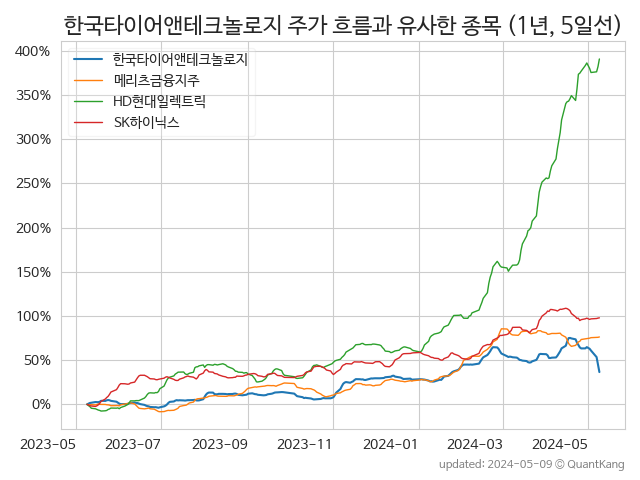 한국타이어앤테크놀로지 주가 흐름과 유사한 종목 (1년, 5일선)
400%
350%
300%
250%
200%
150%
100%
50%
0%
한국타이어앤테크놀로지
메리츠금융지주
HD현대일렉트릭
SK하이닉스
2023-05 2023-07 2023-09 2023-11 2024-01 2024-03 2024-05
updated: 2024-05-09 © QuantKang